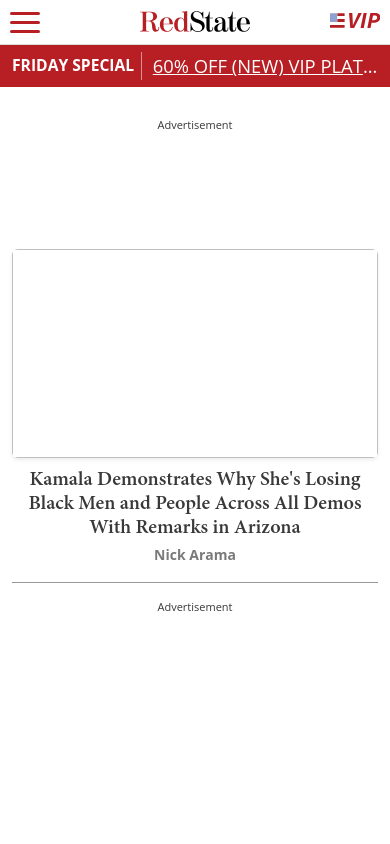 RedState
VIP
FRIDAY SPECIAL
60% OFF (NEW) VIP PLAT...
Advertisement
Kamala Demonstrates Why She's Losing
Black Men and People Across All Demos
With Remarks in Arizona
Nick Arama
Advertisement